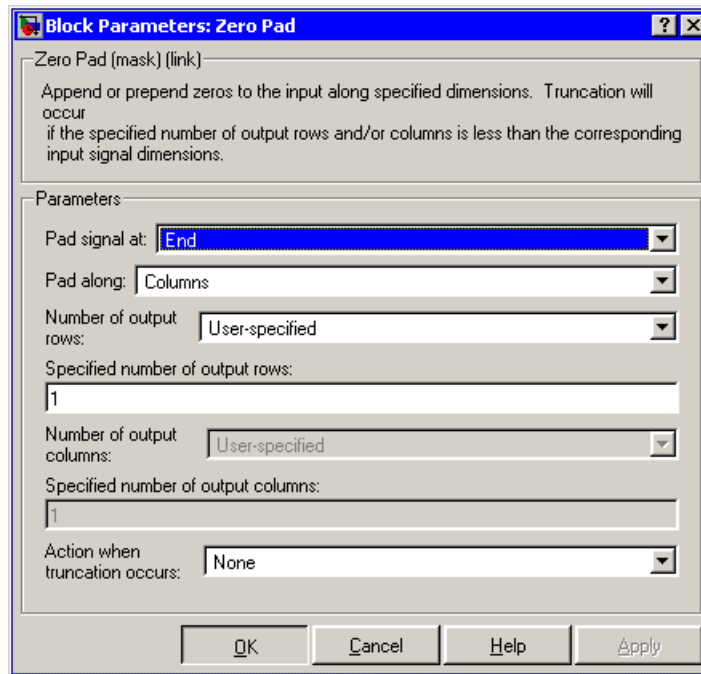 Block Parameters: Zero Pad
Zero Pad (mask) (link)
Append or prepend zeros to the input along specified dimensions. Truncation will
occur
if the specified number of output rows and/or columns is less than the corresponding
input signal dimensions.
Parameters
Pad signal at: End
Pad along: Columns
Number of output
rows: User-specified
Specified number of output rows:
1
Number of output
columns: User-specified
Specified number of output columns:
1
Action when
truncation occurs: None
OK Cancel Help Apply